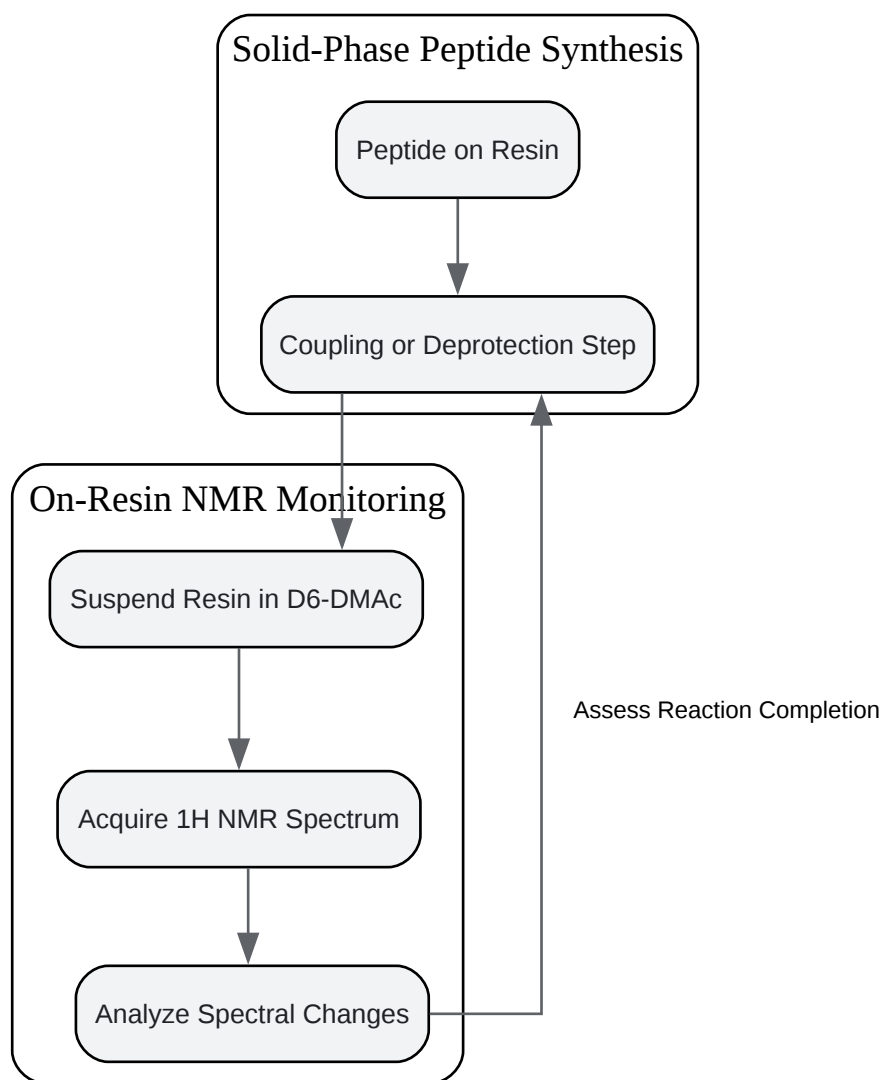 Solid-Phase Peptide Synthesis
Peptide on Resin
Coupling or Deprotection Step
On-Resin NMR Monitoring
Suspend Resin in D6-DMAc
Assess Reaction Completion
Acquire 1H NMR Spectrum
Analyze Spectral Changes